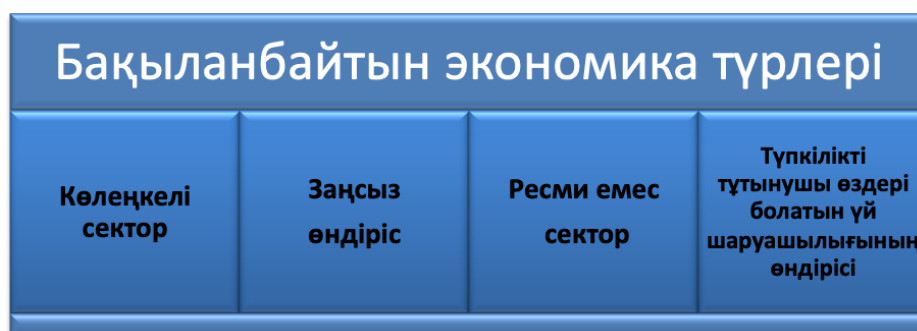 Бақыланбайтын экономика түрлері
Көлеңкелі
сектор
Заңсыз
өндіріс
Ресми емес
сектор
Түпкілікті
тұтынушы өздері
болатын үй
шаруашылығының
өндірісі